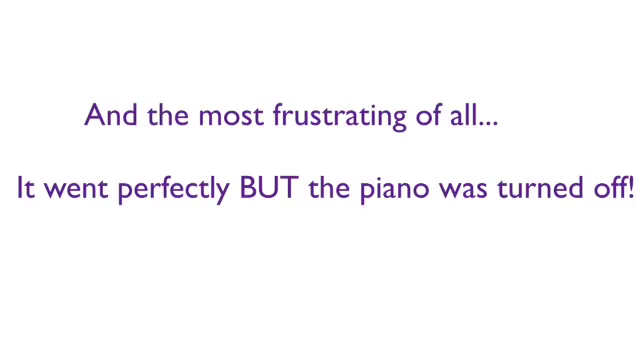 And the most frustrating of all...
It went perfectly BUT the piano was turned off!